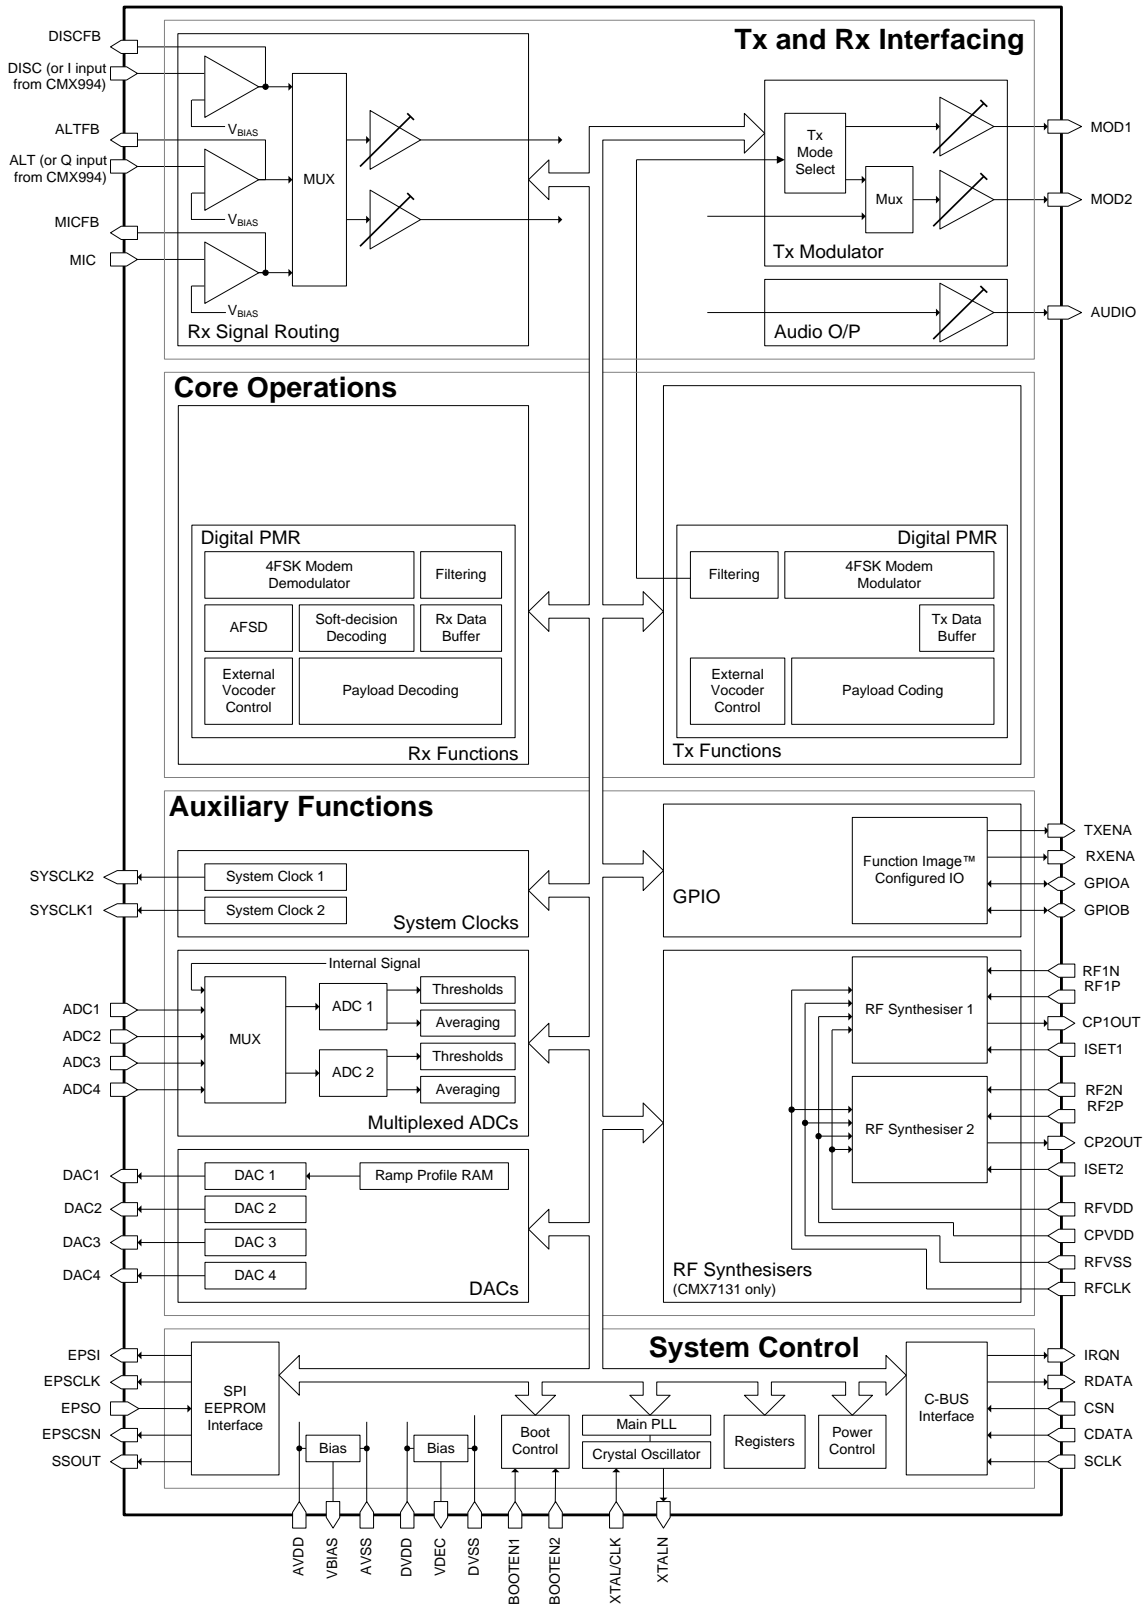 Tx and Rx Interfacing
DISCFB
DISC (or I input
from CMX994)
ALTFB
ALT (or Q input
from CMX994)
MICFB
MIC
VBIAS
VBIAS
VBIAS
MUX
Rx Signal Routing
Tx
Mode
Select
Mux
Tx Modulator
Audio O/P
MOD1
MOD2
AUDIO
Core Operations
Digital PMR
4FSK Modem
Demodulator
Filtering
AFSD
Soft-decision
Decoding
Rx Data
Buffer
External
Vocoder
Control
Payload Decoding
Rx Functions
Digital PMR
Filtering
4FSK Modem
Modulator
Tx Data
Buffer
External
Vocoder
Control
Payload Coding
Tx Functions
Auxiliary Functions
SYSCLK2
SYSCLK1
System Clock 1
System Clock 2
System Clocks
GPIO
Function Image™
Configured IO
TXENA
RXENA
GPIOA
GPIOB
ADC1
ADC2
ADC3
ADC4
Internal Signal
MUX
ADC 1
ADC 2
Thresholds
Averaging
Thresholds
Averaging
Multiplexed ADCs
RF Synthesiser 1
RF Synthesiser 2
RF1N
RF1P
CP1OUT
ISET1
RF2N
RF2P
CP2OUT
ISET2
RFVDD
CPVDD
RFVSS
RFCLK
RF Synthesisers
(CMX7131 only)
DAC1
DAC2
DAC3
DAC4
DAC 1
Ramp Profile RAM
DAC 2
DAC 3
DAC 4
DACs
System Control
EPSI
EPSCLK
EPSO
EPSCSN
SSOUT
SPI
EEPROM
Interface
Bias
Bias
Boot
Control
Main PLL
Crystal Oscillator
Registers
Power
Control
C-BUS
Interface
IRQN
RDATA
CSN
CDATA
SCLK
AVDD
VBIAS
AVSS
DVDD
VDEC
DVSS
BOOTEN1
BOOTEN2
XTAL/CLK
XTALN